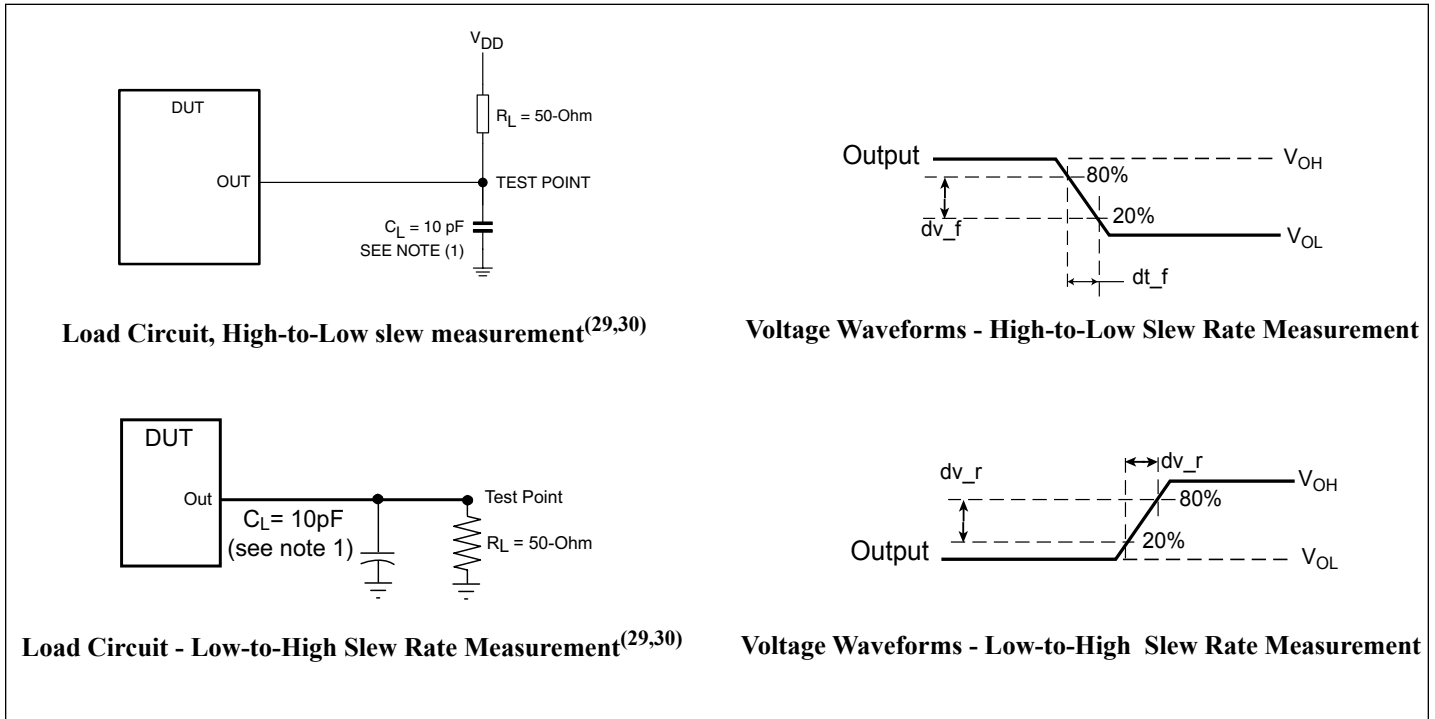 V_DD
DUT
R_L = 50-Ohm
OUT
TEST POINT
C_L = 10 pF
SEE NOTE (1)
Load Circuit, High-to-Low slew measurement(29,30)
Output
V_OH
80%
20%
dv_f
V_OL
dt_f
Voltage Waveforms - High-to-Low Slew Rate Measurement
DUT
Out
Test Point
C_L= 10pF
(see note 1)
R_L = 50-Ohm
Load Circuit - Low-to-High Slew Rate Measurement(29,30)
dv_r
dv_r
V_OH
80%
20%
Output
V_OL
Voltage Waveforms - Low-to-High Slew Rate Measurement